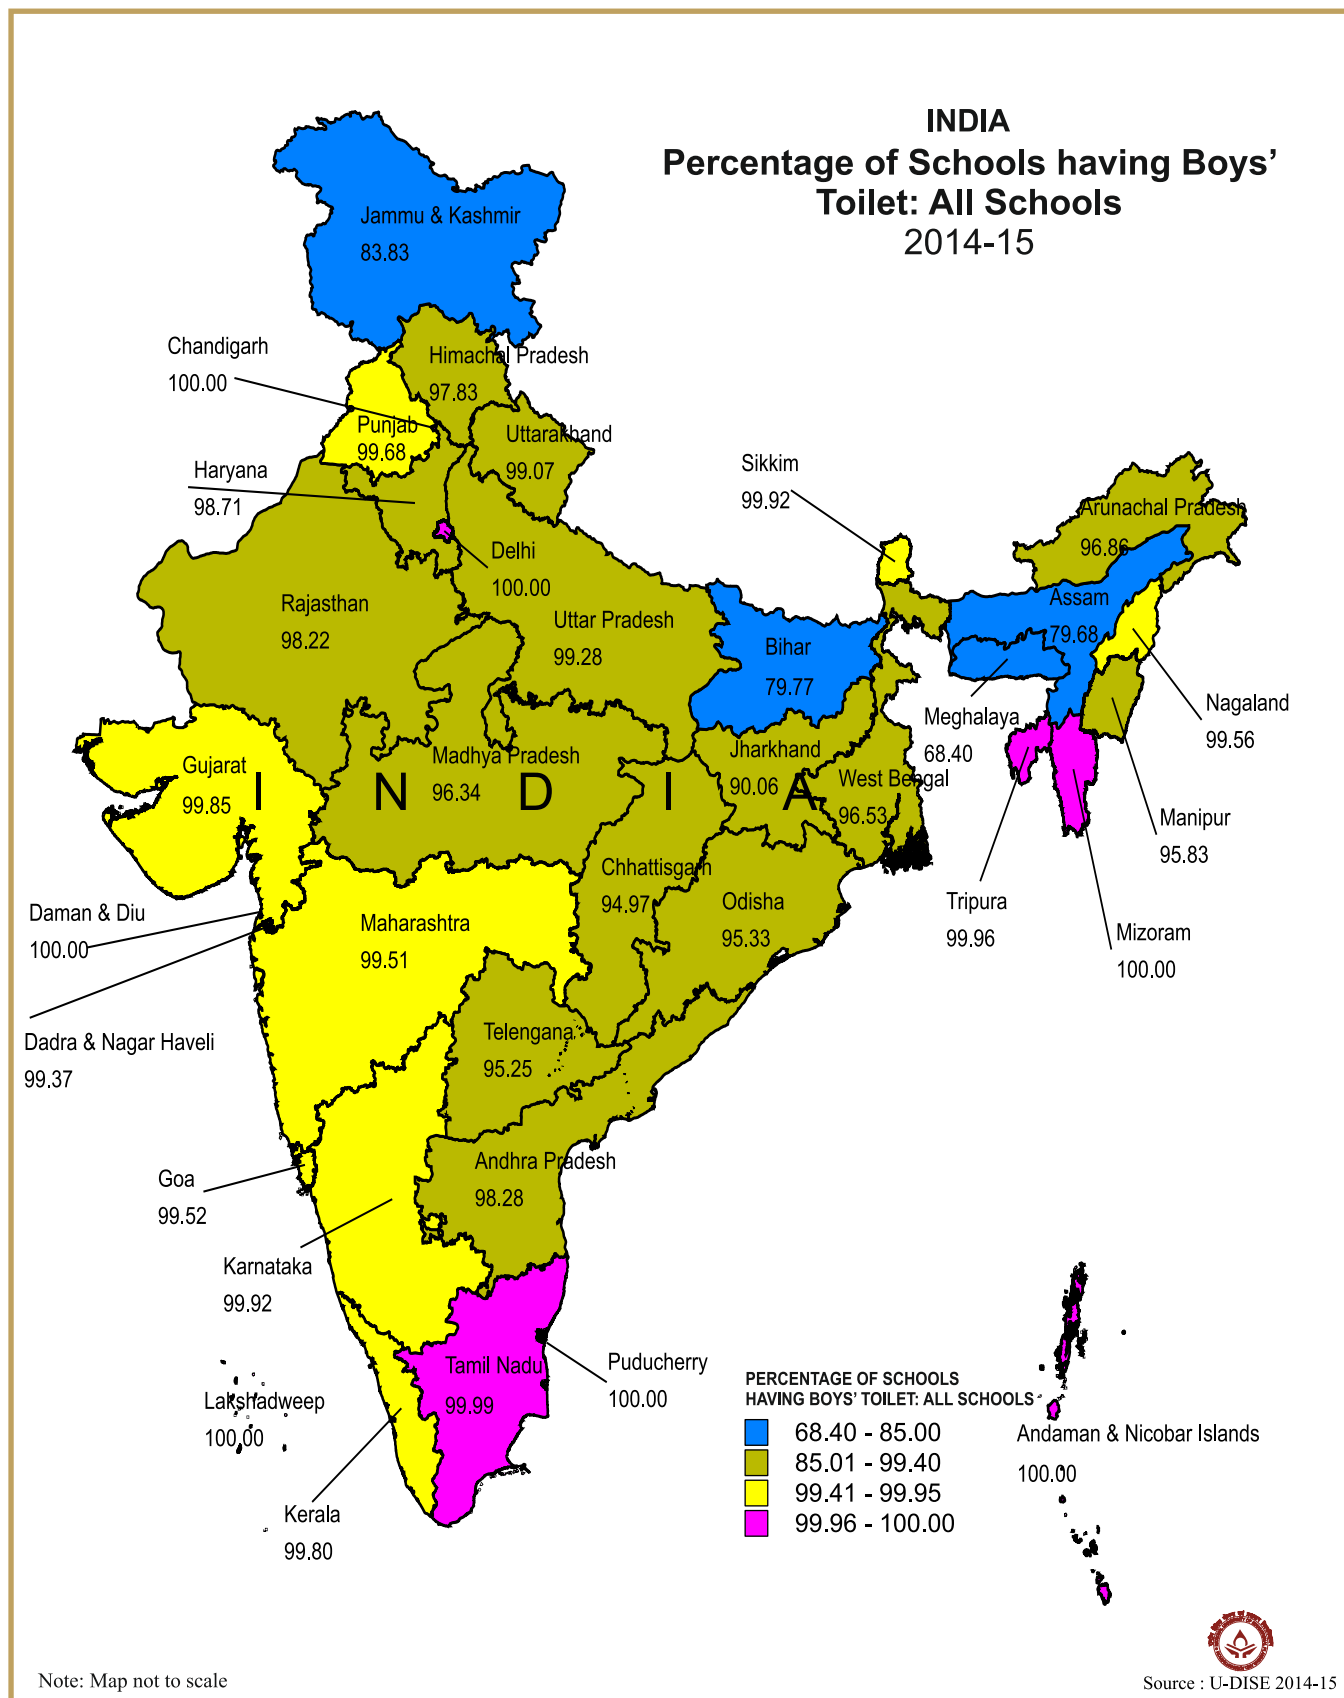 INDIA
Percentage of Schools having Boys’
Toilet: All Schools
2014-15
Jammu & Kashmir
83.83
Chandigarh
100.00
Himachal Pradesh
97.83
Punjab
99.68
Uttarakhand
99.07
Haryana
98.71
Sikkim
99.92
Arunachal Pradesh
96.86
Delhi
100.00
Rajasthan
98.22
Uttar Pradesh
99.28
Bihar
79.77
Assam
79.68
Nagaland
99.56
Meghalaya
68.40
Gujarat
99.85
Madhya Pradesh
96.34
Jharkhand
90.06
West Bengal
96.53
I N D I A
Manipur
95.83
Chhattisgarh
94.97
Odisha
95.33
Tripura
99.96
Mizoram
100.00
Daman & Diu
100.00
Maharashtra
99.51
Dadra & Nagar Haveli
99.37
Telengana
95.25
Goa
99.52
Andhra Pradesh
98.28
Karnataka
99.92
Tamil Nadu
99.99
Puducherry
100.00
Lakshadweep
100.00
Kerala
99.80
PERCENTAGE OF SCHOOLS
HAVING BOYS’ TOILET: ALL SCHOOLS
68.40 - 85.00
85.01 - 99.40
99.41 - 99.95
99.96 - 100.00
Andaman & Nicobar Islands
100.00
Note: Map not to scale
Source : U-DISE 2014-15